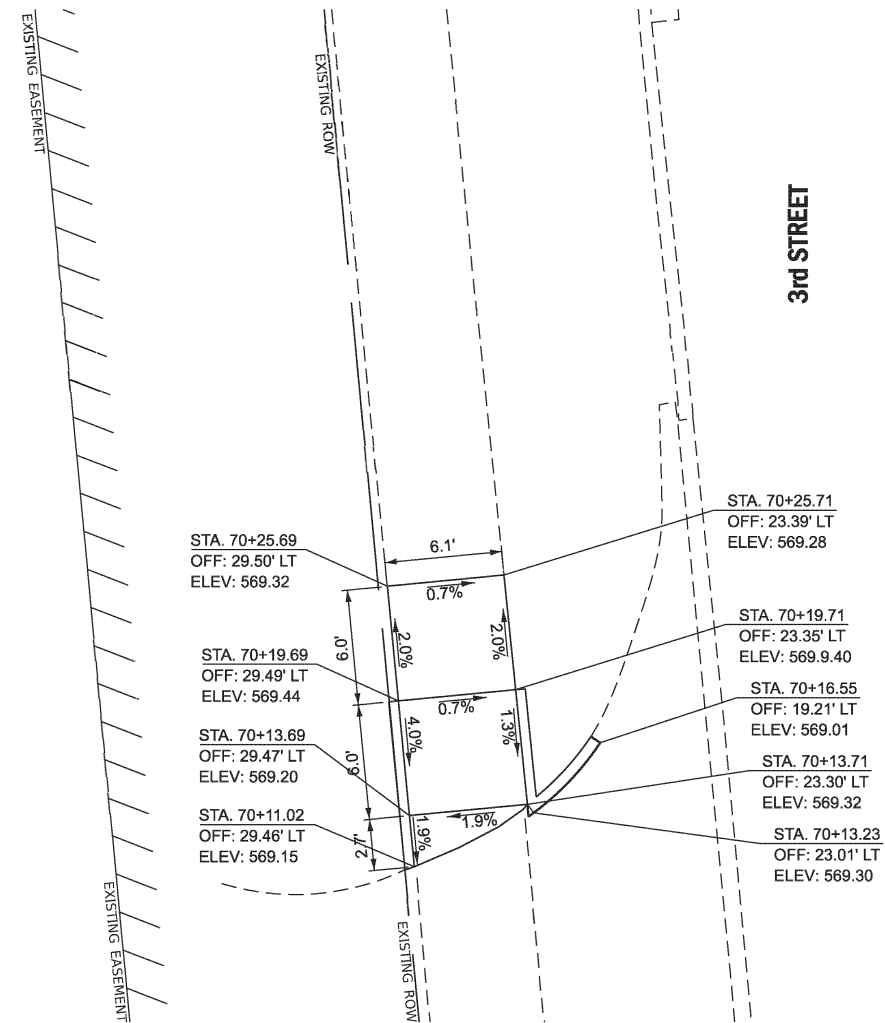 EXISTING EASEMENT
EXISTING ROW
3rd STREET
STA. 70+25.71
OFF: 23.39' LT
ELEV: 569.28
STA. 70+25.69
OFF: 29.50' LT
ELEV: 569.32
6.1'
0.7%
6.0'
2.0%
2.0%
STA. 70+19.71
OFF: 23.35' LT
ELEV: 569.9.40
STA. 70+19.69
OFF: 29.49' LT
ELEV: 569.44
0.7%
STA. 70+16.55
OFF: 19.21' LT
ELEV: 569.01
4.0%
1.3%
6.0'
STA. 70+13.69
OFF: 29.47' LT
ELEV: 569.20
STA. 70+13.71
OFF: 23.30' LT
ELEV: 569.32
STA. 70+11.02
OFF: 29.46' LT
ELEV: 569.15
2.7'
1.9%
1.9%
STA. 70+13.23
OFF: 23.01' LT
ELEV: 569.30
EXISTING EASEMENT
EXISTING ROW